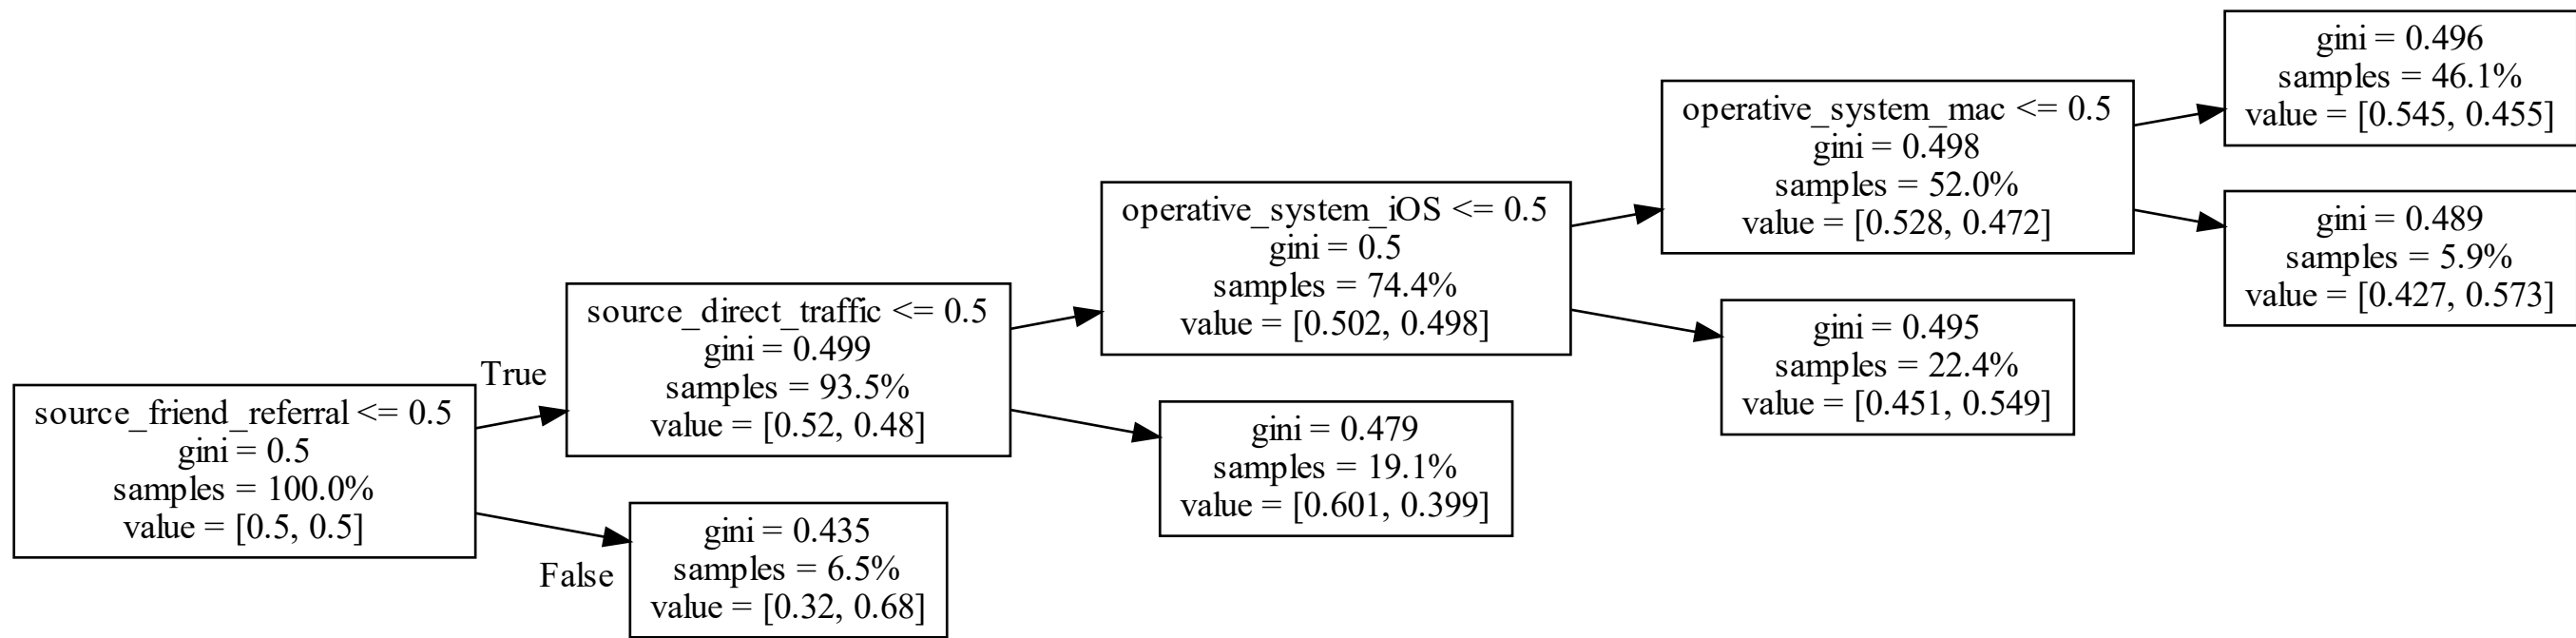 source_friend_referral <= 0.5
gini = 0.5
samples = 100.0%
value = [0.5, 0.5]
True
False
source_direct_traffic <= 0.5
gini = 0.499
samples = 93.5%
value = [0.52, 0.48]
gini = 0.435
samples = 6.5%
value = [0.32, 0.68]
operative_system_iOS <= 0.5
gini = 0.5
samples = 74.4%
value = [0.502, 0.498]
gini = 0.479
samples = 19.1%
value = [0.601, 0.399]
operative_system_mac <= 0.5
gini = 0.498
samples = 52.0%
value = [0.528, 0.472]
gini = 0.495
samples = 22.4%
value = [0.451, 0.549]
gini = 0.496
samples = 46.1%
value = [0.545, 0.455]
gini = 0.489
samples = 5.9%
value = [0.427, 0.573]